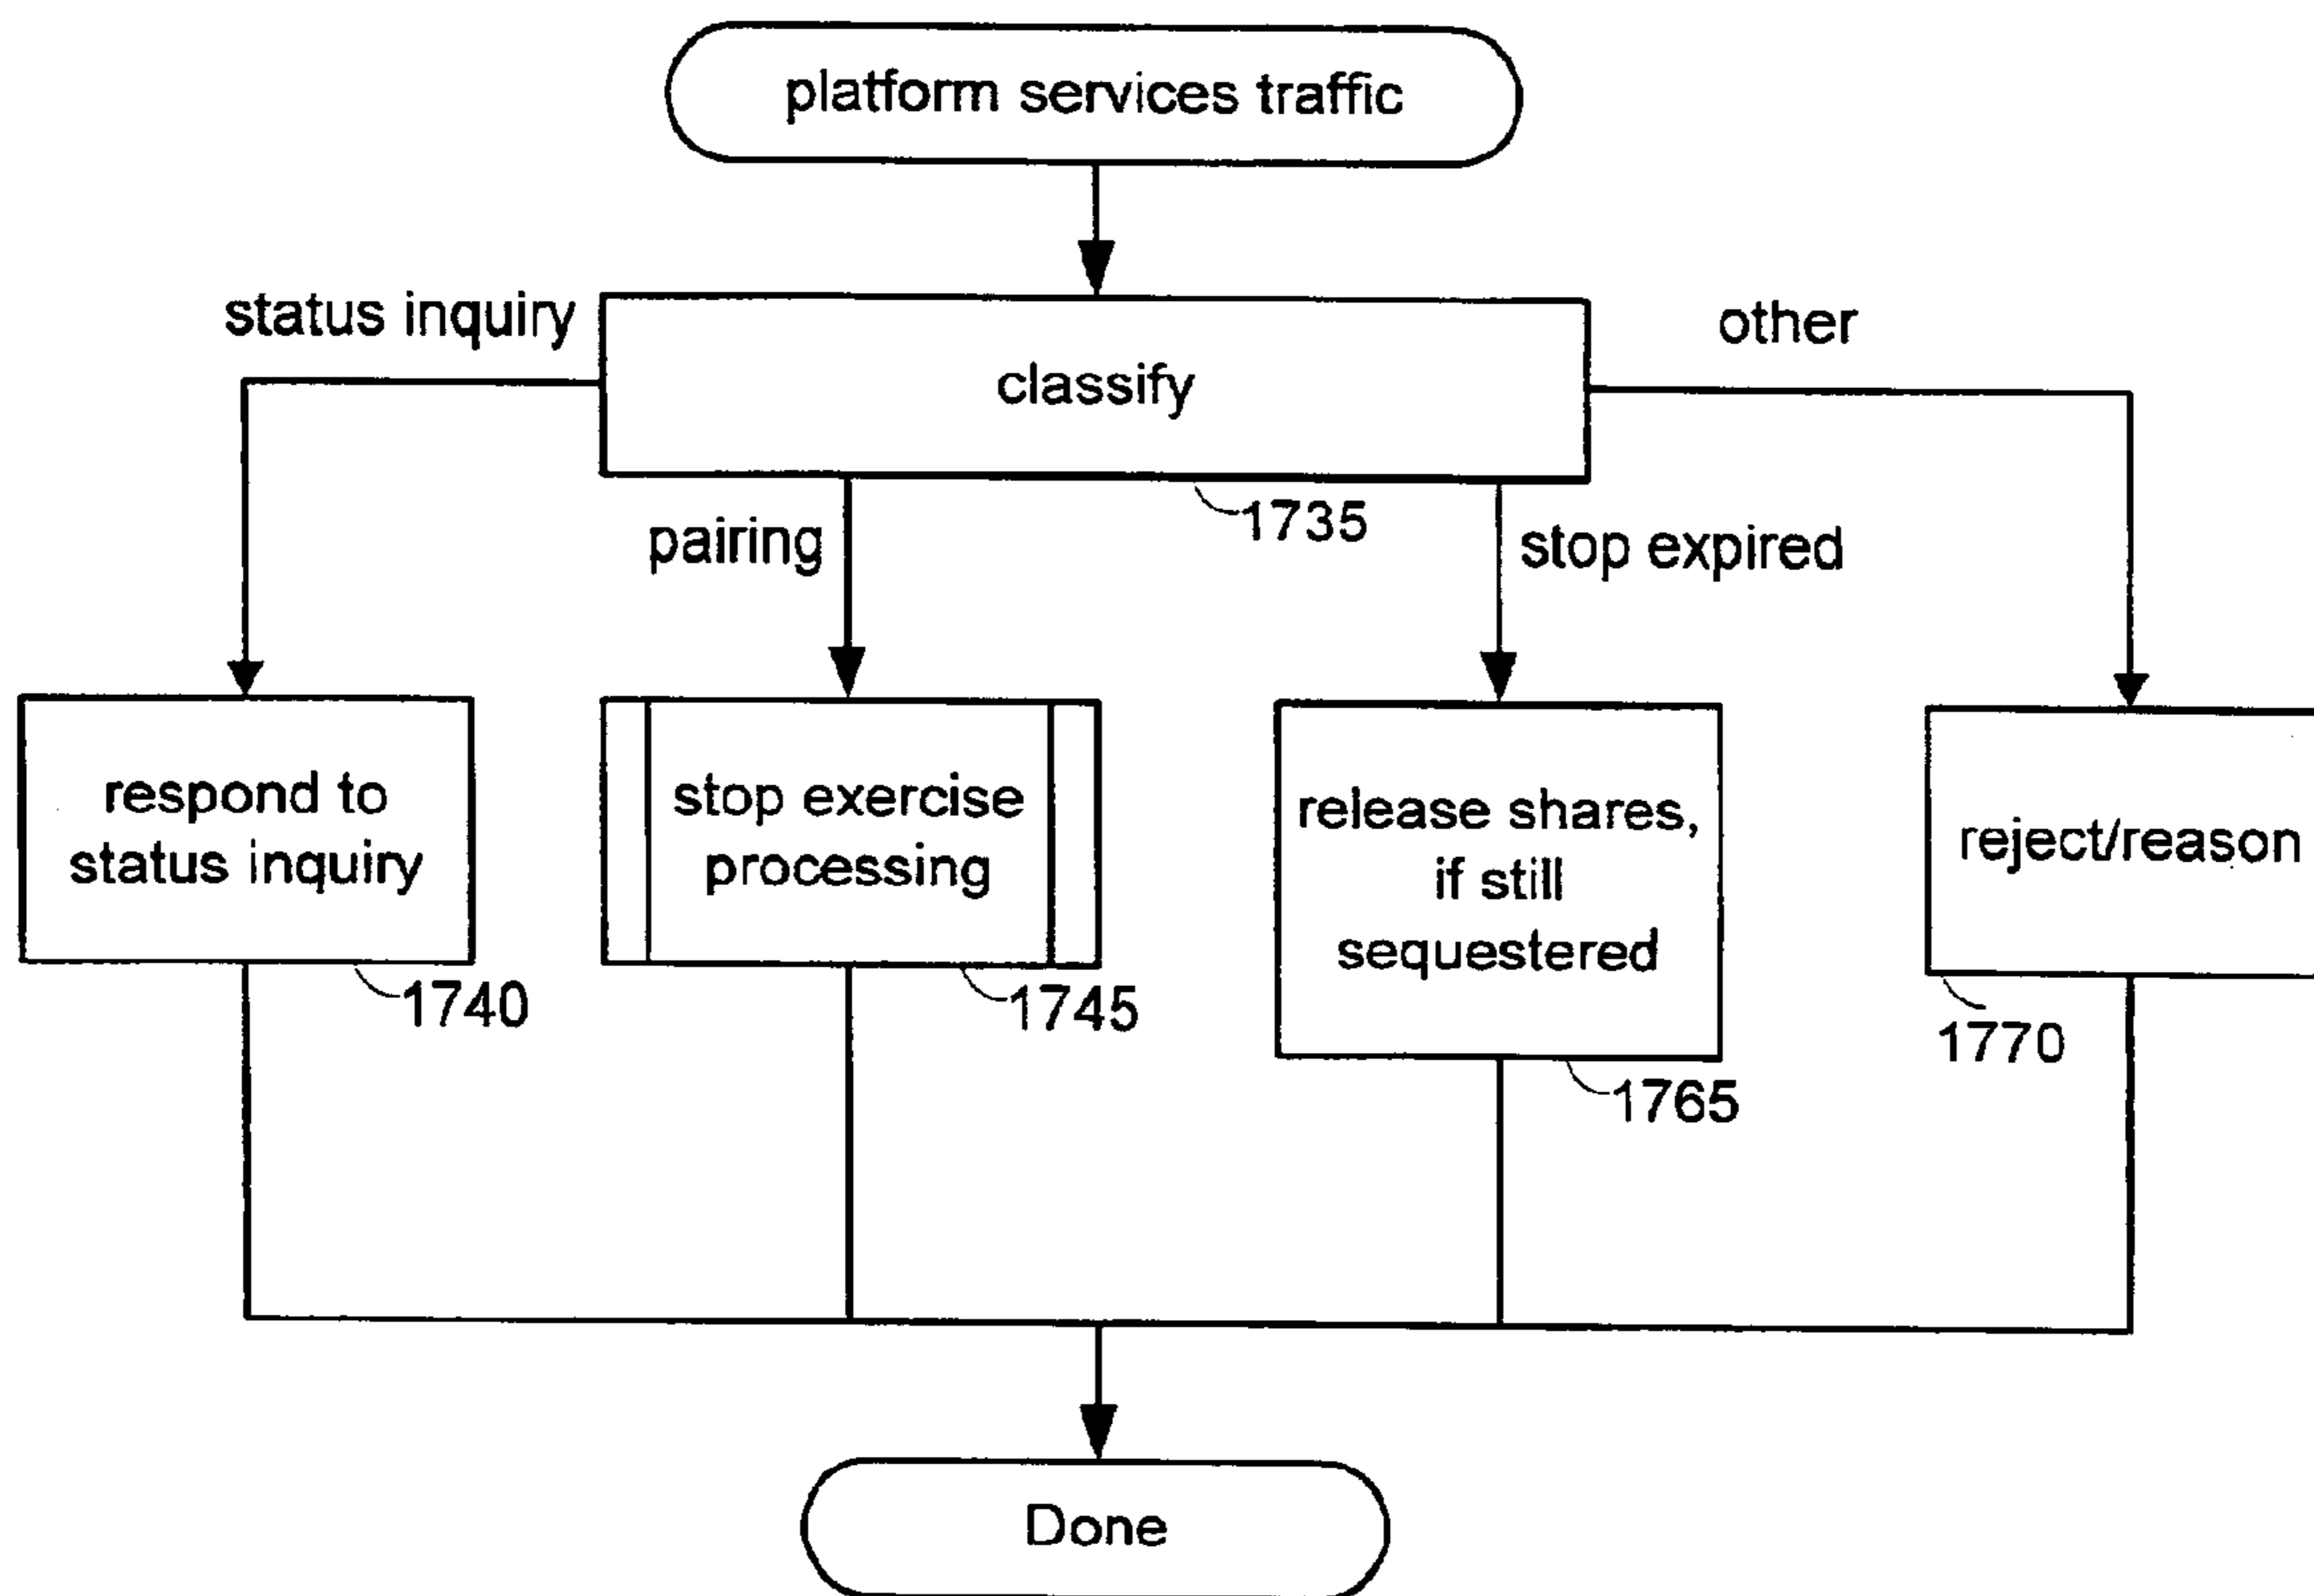 platform services traffic
status inquiry
other
classify
1735
pairing
stop expired
respond to
status inquiry
1740
stop exercise
processing
1745
release shares,
if still
sequestered
1765
reject/reason
1770
Done